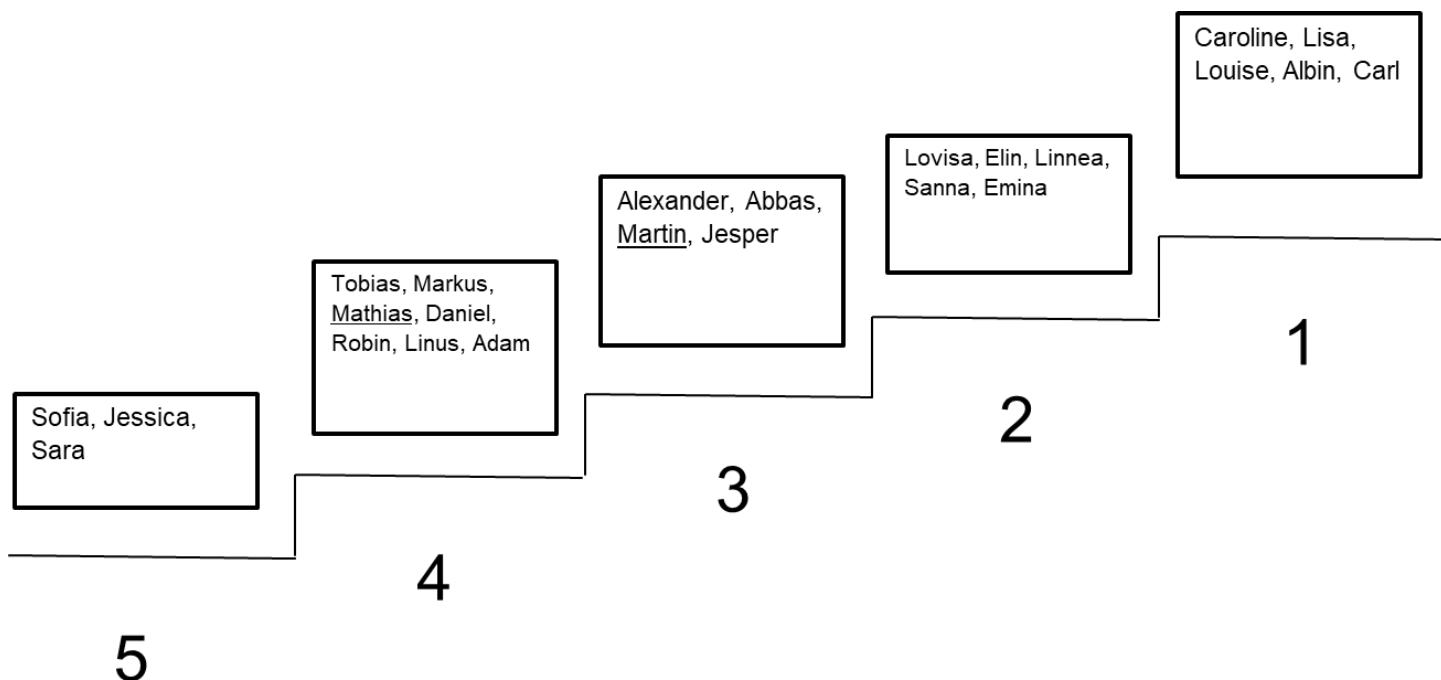 Caroline, Lisa,
Louise, Albin, Carl
1
Lovisa, Elin, Linnea,
Sanna, Emina
2
Alexander, Abbas,
Martin, Jesper
3
Tobias, Markus,
Mathias, Daniel,
Robin, Linus, Adam
4
Sofia, Jessica,
Sara
5